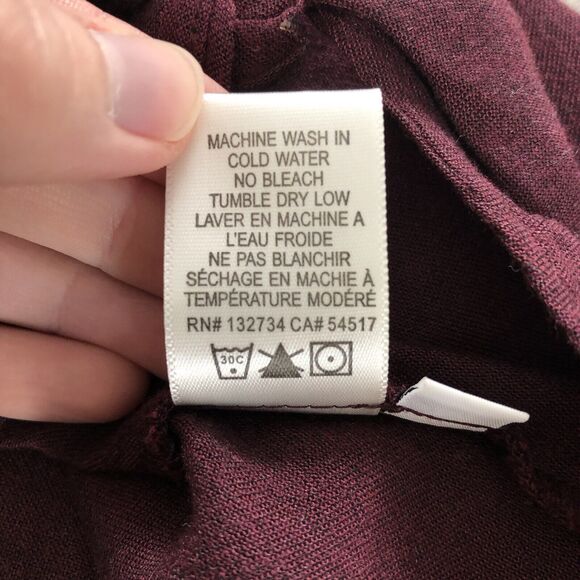 MACHINE WASH IN
COLD WATER
NO BLEACH
TUMBLE DRY LOW
LAVER EN MACHINE A
L'EAU FROIDE
NE PAS BLANCHIR
SÉCHAGE EN MACHIE À
TEMPÉRATURE MODÉRÉ
RN# 132734 CA# 54517
30C